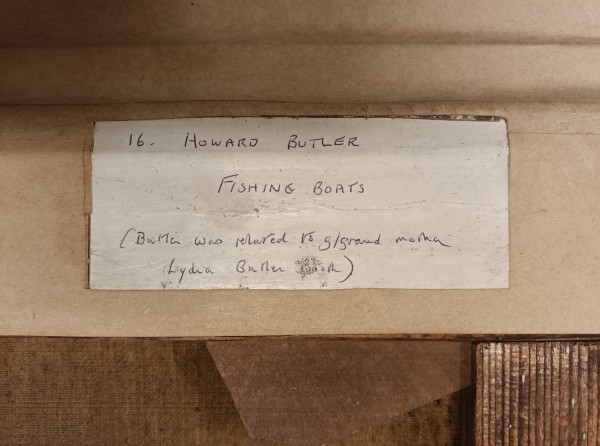 16. HOWARD BUTLER
FISHING BOATS
(Butler was related to g/grand mother
Lydia Butler